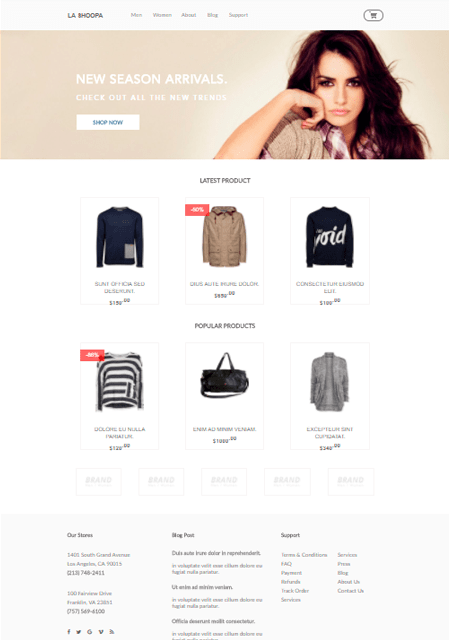 LA BHOOPA
Men Women About Blog Support
NEW SEASON ARRIVALS.
CHECK OUT ALL THE NEW TRENDS
SHOP NOW
LATEST PRODUCT
-60%
void
SUNT OFFICIA SED
DESERUNT.
$150.00
DUIS AUTE IRURE DOLOR.
$650.00
CONSECTETUR EIUSMOD
ELIT.
$100.00
POPULAR PRODUCTS
DOLORE EU NULLA
PARIATUR.
$120.00
ENIM AD MINIM VENIAM.
$1000.00
EXCEPTEUR SINT
CUPIDATAT.
$340.00
BRAND BRAND BRAND BRAND BRAND
Our Stores
1401 South Grand Avenue
Los Angeles, CA 90015
(213) 748-2411
100 Fairview Drive
Franklin, VA 23851
(757) 569-6100
Blog Post
Duis aute irure dolor in reprehenderit.
in voluptate velit esse cillum dolore eu
fugiat nulla pariatur.
Ut enim ad minim veniam.
in voluptate velit esse cillum dolore eu
fugiat nulla pariatur.
Officia deserunt mollit consectetur.
in voluptate velit esse cillum dolore eu
Support
Terms & Conditions
FAQ
Payment
Refunds
Track Order
Services
Services
Press
Blog
About Us
Contact Us